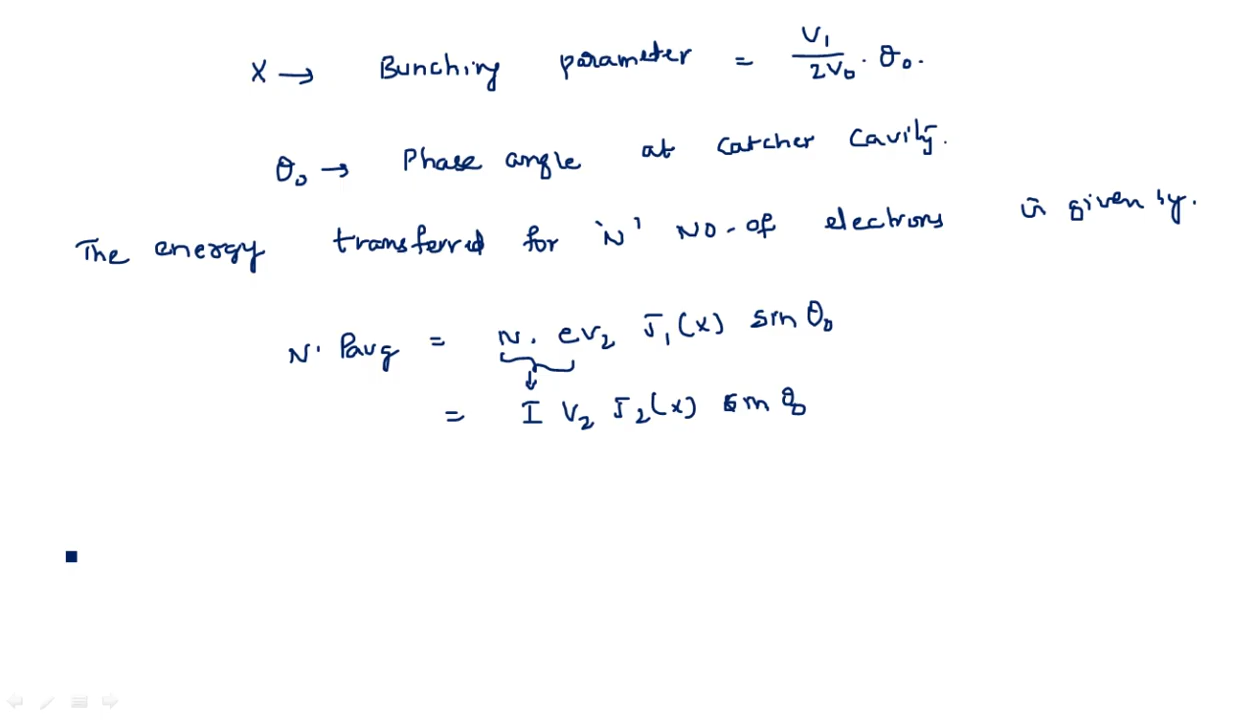 X → Bunching parameter = V₁/2V₀ . θ₀.
θ₀ → Phase angle at catcher cavity.
The energy transferred for 'N' NO. of electrons is given by.
N. Pavg = N. eV₂ J₁(X) sin θ₀
= I V₂ J₂(X) sin θ₀